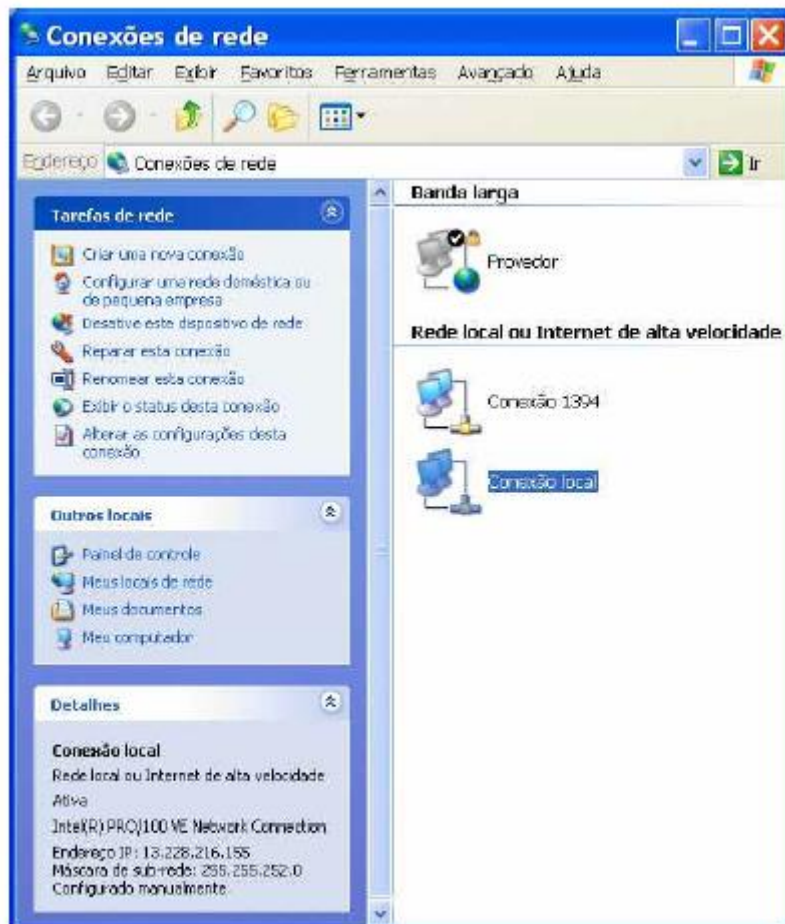 Conexões de rede
Arquivo Editar Exibir Favoritos Ferramentas Avançado Ajuda
Endereço Conexões de rede Ir
Tarefas de rede
Criar uma nova conexão
Configurar uma rede doméstica ou
de pequena empresa
Desative este dispositivo de rede
Reparar esta conexão
Renomear esta conexão
Exibir o status desta conexão
Alterar as configurações desta
conexão
Outros locais
Painel de controle
Meus locais de rede
Meus documentos
Meu computador
Detalhes
Conexão local
Rede local ou Internet de alta velocidade
Ativa
Intel(R) PRO/100 VE Network Connection
Endereço IP: 13.228.216.155
Máscara de sub-rede: 255.255.252.0
Configurado manualmente
Banda larga
Provedor
Rede local ou Internet de alta velocidade
Conexão 1394
Conexão local